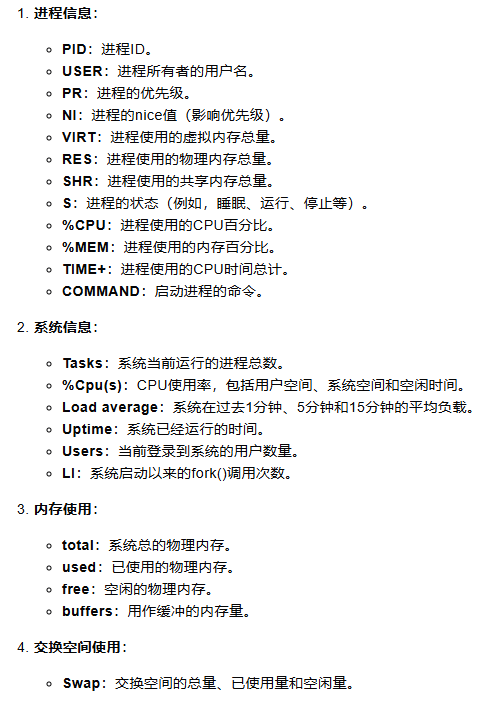 1. 进程信息：
PID：进程ID。
USER：进程所有者的用户名。
PR：进程的优先级。
NI：进程的nice值（影响优先级）。
VIRT：进程使用的虚拟内存总量。
RES：进程使用的物理内存总量。
SHR：进程使用的共享内存总量。
S：进程的状态（例如，睡眠、运行、停止等）。
%CPU：进程使用的CPU百分比。
%MEM：进程使用的内存百分比。
TIME+：进程使用的CPU时间总计。
COMMAND：启动进程的命令。
2. 系统信息：
Tasks：系统当前运行的进程总数。
%Cpu(s)：CPU使用率，包括用户空间、系统空间和空闲时间。
Load average：系统在过去1分钟、5分钟和15分钟的平均负载。
Uptime：系统已经运行的时间。
Users：当前登录到系统的用户数量。
LI：系统启动以来的fork()调用次数。
3. 内存使用：
total：系统总的物理内存。
used：已使用的物理内存。
free：空闲的物理内存。
buffers：用作缓冲的内存量。
4. 交换空间使用：
Swap：交换空间的总量、已使用量和空闲量。